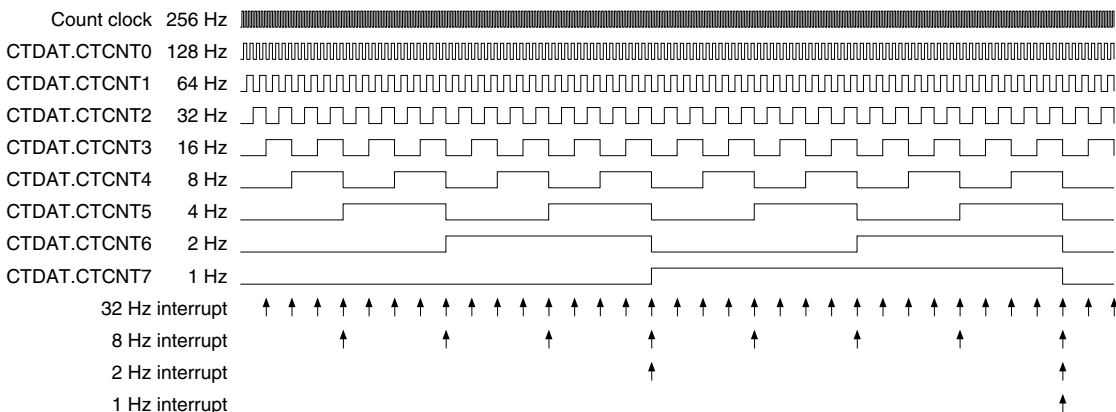 Count clock 256 Hz
CTDAT.CTCNT0 128 Hz
CTDAT.CTCNT1 64 Hz
CTDAT.CTCNT2 32 Hz
CTDAT.CTCNT3 16 Hz
CTDAT.CTCNT4 8 Hz
CTDAT.CTCNT5 4 Hz
CTDAT.CTCNT6 2 Hz
CTDAT.CTCNT7 1 Hz
32 Hz interrupt
8 Hz interrupt
2 Hz interrupt
1 Hz interrupt